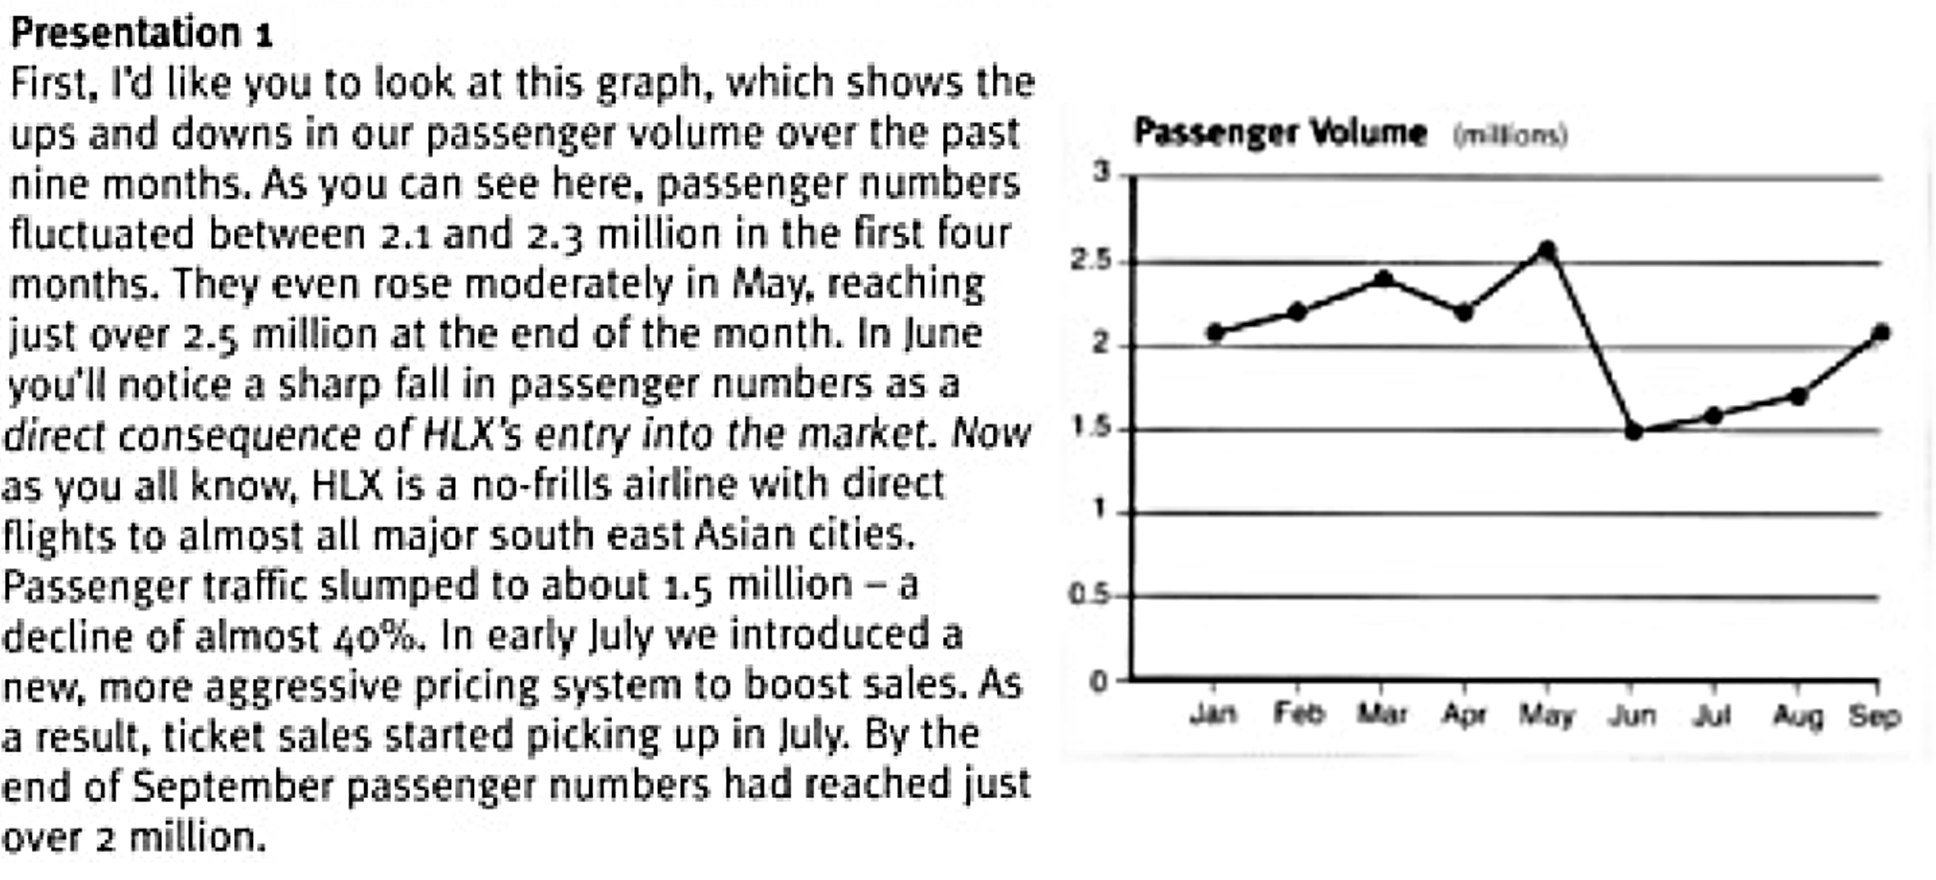 Presentation 1
First, I'd like you to look at this graph, which shows the
ups and downs in our passenger volume over the past
nine months. As you can see here, passenger numbers
fluctuated between 2.1 and 2.3 million in the first four
months. They even rose moderately in May, reaching
just over 2.5 million at the end of the month. In June
you'll notice a sharp fall in passenger numbers as a
direct consequence of HLX's entry into the market. Now
as you all know, HLX is a no-frills airline with direct
flights to almost all major south east Asian cities.
Passenger traffic slumped to about 1.5 million – a
decline of almost 40%. In early July we introduced a
new, more aggressive pricing system to boost sales. As
a result, ticket sales started picking up in July. By the
end of September passenger numbers had reached just
over 2 million.
Passenger Volume (millions)
3
2.5
2
1.5
1
0.5
0
Jan Feb Mar Apr May Jun Jul Aug Sep